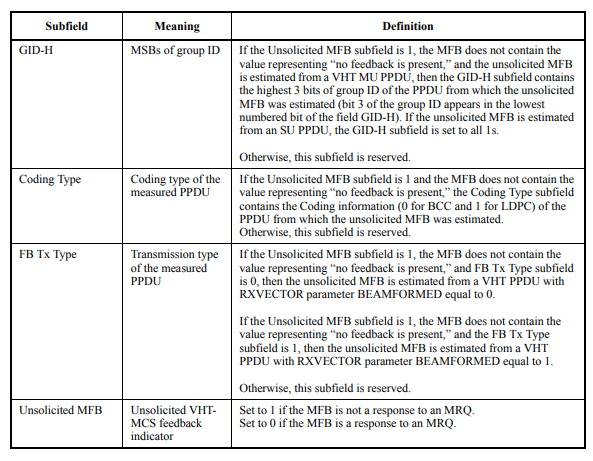 Subfield Meaning Definition
GID-H MSBs of group ID If the Unsolicited MFB subfield is 1, the MFB does not contain the
value representing “no feedback is present,” and the unsolicited MFB
is estimated from a VHT MU PPDU, then the GID-H subfield contains
the highest 3 bits of group ID of the PPDU from which the unsolicited
MFB was estimated (bit 3 of the group ID appears in the lowest
numbered bit of the field GID-H). If the unsolicited MFB is estimated
from an SU PPDU, the GID-H subfield is set to all 1s.
Otherwise, this subfield is reserved.
Coding Type Coding type of the If the Unsolicited MFB subfield is 1 and the MFB does not contain the
measured PPDU value representing “no feedback is present,” the Coding Type subfield
contains the Coding information (0 for BCC and 1 for LDPC) of the
PPDU from which the unsolicited MFB was estimated.
Otherwise, this subfield is reserved.
FB Tx Type Transmission type If the Unsolicited MFB subfield is 1, the MFB does not contain the
of the measured value representing “no feedback is present,” and FB Tx Type subfield
PPDU is 0, then the unsolicited MFB is estimated from a VHT PPDU with
RXVECTOR parameter BEAMFORMED equal to 0.
If the Unsolicited MFB subfield is 1, the MFB does not contain the
value representing “no feedback is present,” and the FB Tx Type
subfield is 1, then the unsolicited MFB is estimated from a VHT
PPDU with RXVECTOR parameter BEAMFORMED equal to 1.
Otherwise, this subfield is reserved.
Unsolicited MFB Unsolicited VHT- Set to 1 if the MFB is not a response to an MRQ.
MCS feedback Set to 0 if the MFB is a response to an MRQ.
indicator